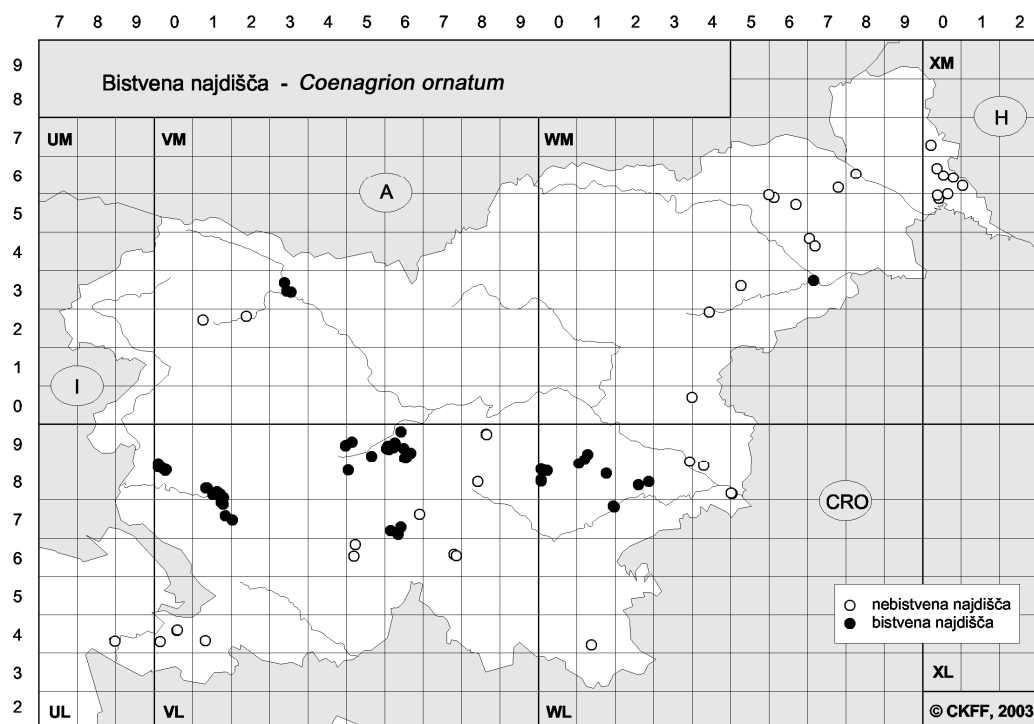 7 8 9 0 1 2 3 4 5 6 7 8 9 0 1 2 3 4 5 6 7 8 9 0 1 2
9 XM
Bistvena najdišča - Coenagrion ornatum
8
H
7 UM VM WM
6 A
5
4
3
2
1 I
0
9
8
CRO
7
6
nebistvena najdišča
5 bistvena najdišča
4
3 XL
2 UL VL WL © CKFF, 2003